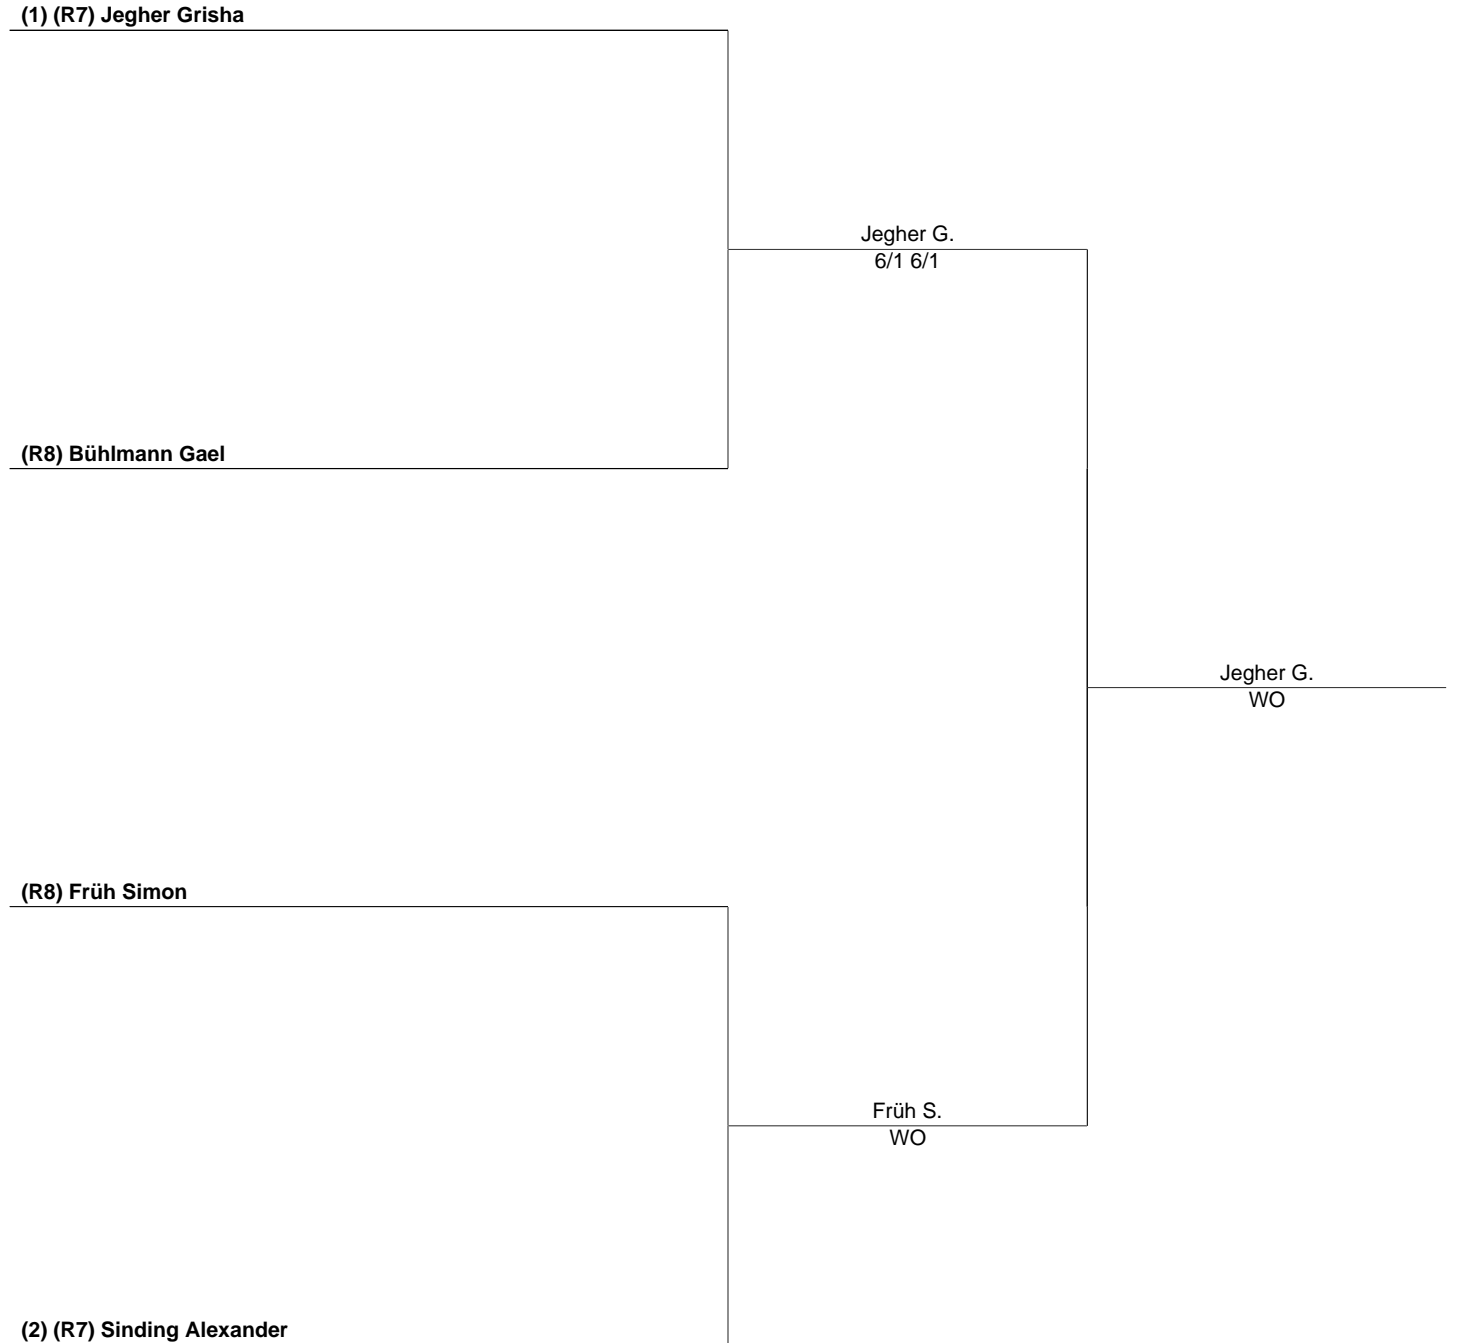 (1) (R7) Jegher Grisha
Jegher G.
6/1 6/1
(R8) Bühlmann Gael
Jegher G.
WO
(R8) Früh Simon
Früh S.
WO
(2) (R7) Sinding Alexander